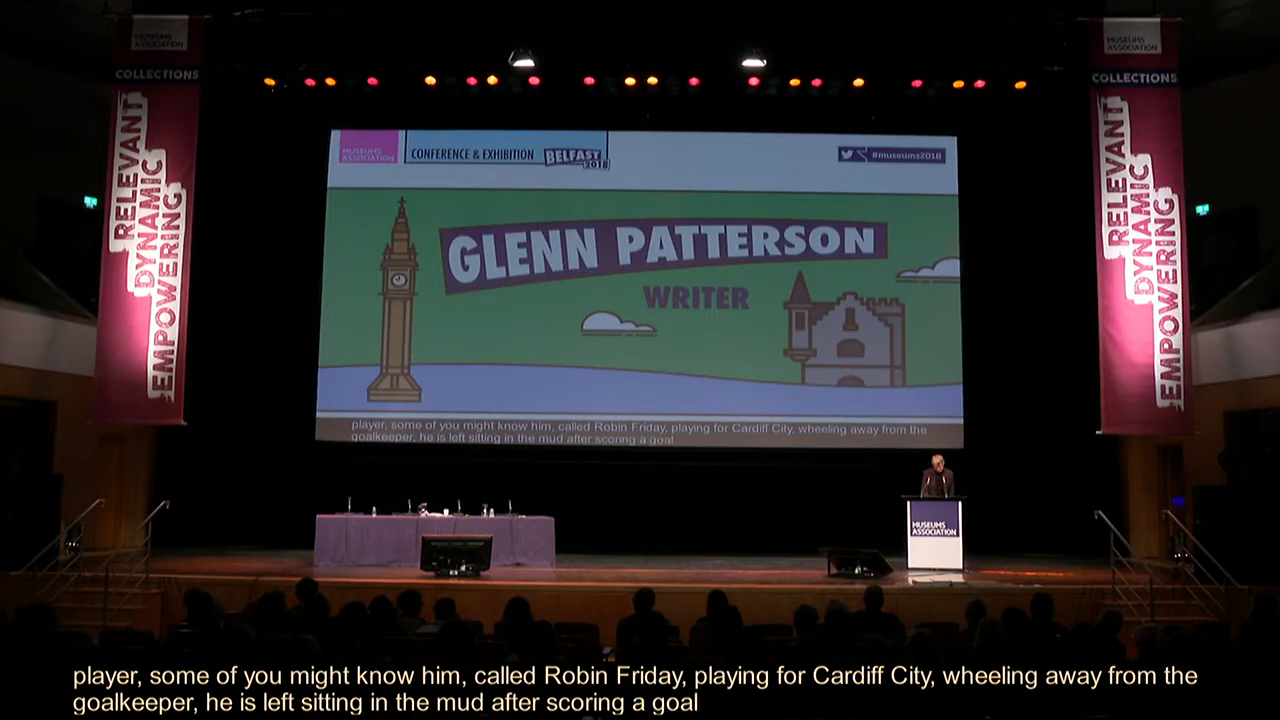 MUSEUMS
ASSOCIATION
COLLECTIONS
RELEVANT
DYNAMIC
EMPOWERING
MUSEUMS
ASSOCIATION
CONFERENCE & EXHIBITION
BELFAST
2018
#museums2018
GLENN PATTERSON
WRITER
player, some of you might know him, called Robin Friday, playing for Cardiff City, wheeling away from the
goalkeeper, he is left sitting in the mud after scoring a goal
MUSEUMS
ASSOCIATION
COLLECTIONS
RELEVANT
DYNAMIC
EMPOWERING
MUSEUMS
ASSOCIATION
player, some of you might know him, called Robin Friday, playing for Cardiff City, wheeling away from the
goalkeeper, he is left sitting in the mud after scoring a goal